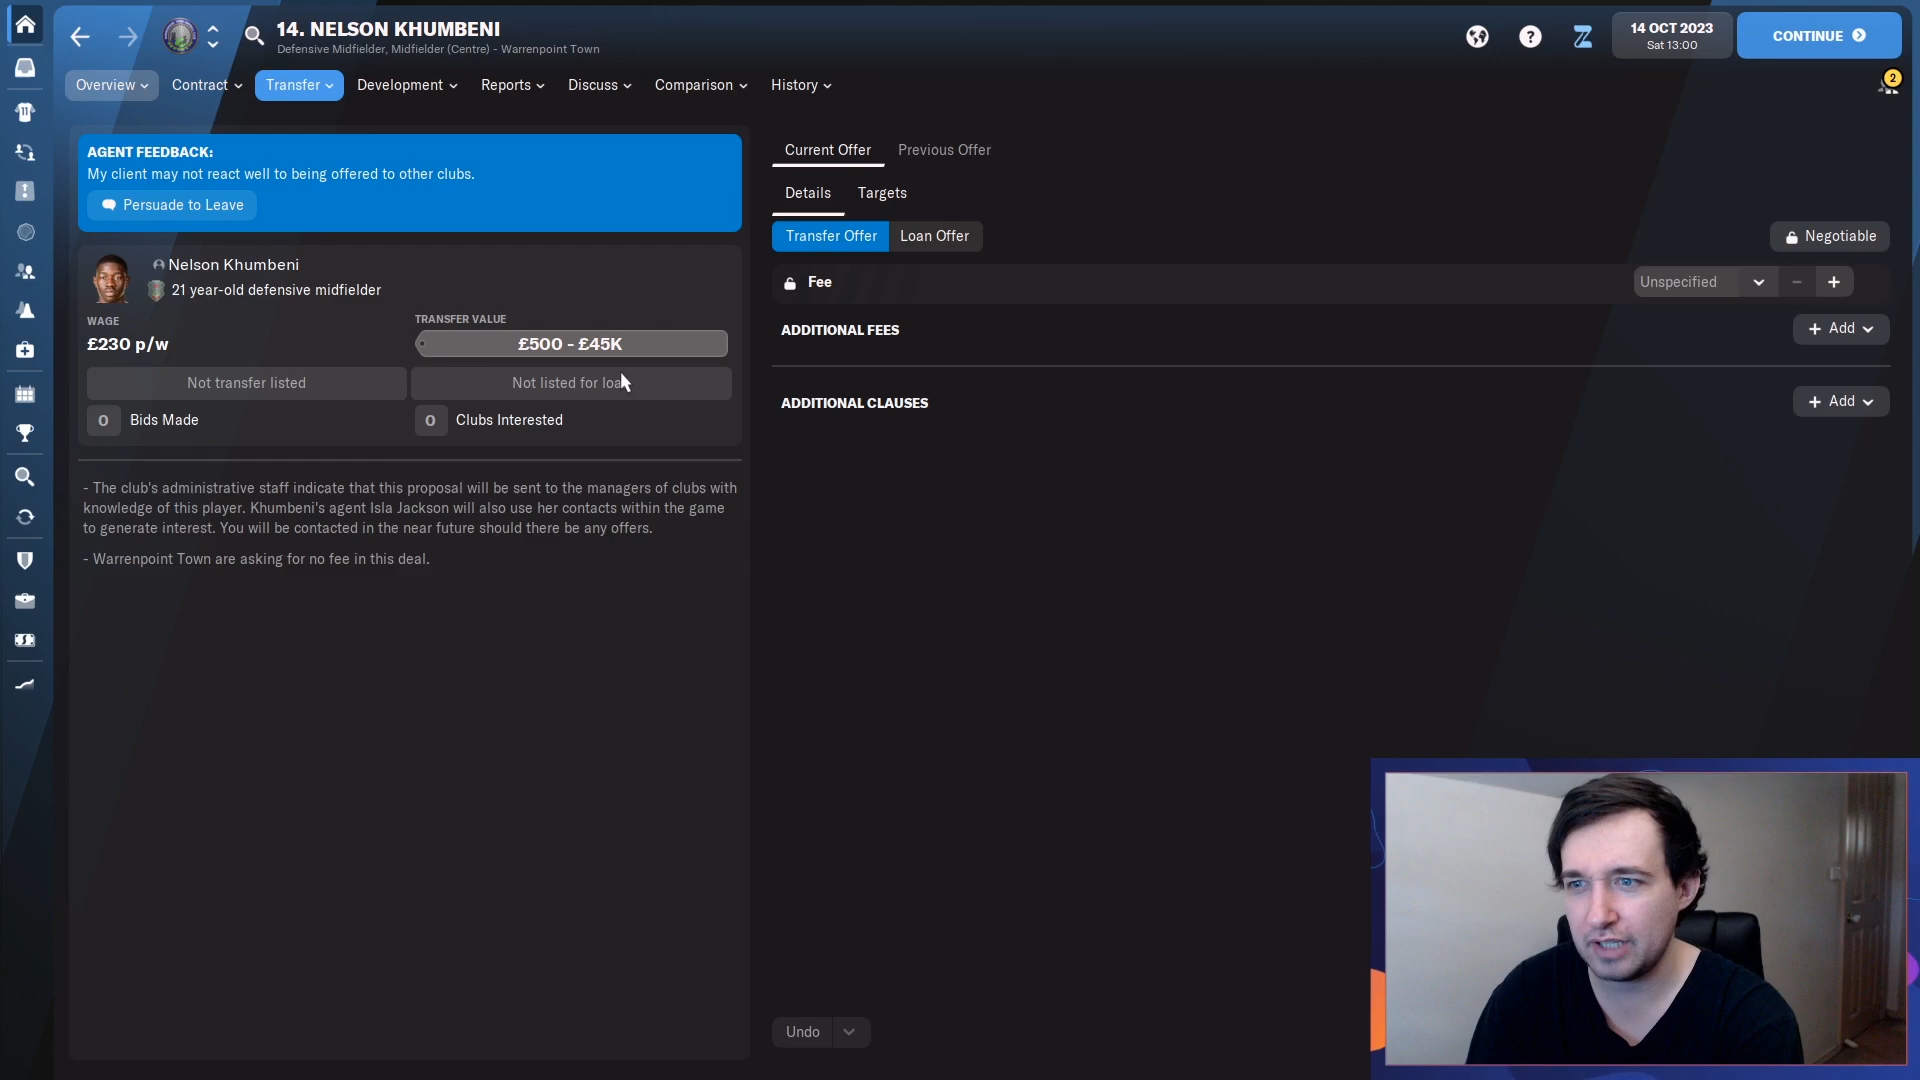 14. NELSON KHUMBENI
Defensive Midfielder, Midfielder (Centre) - Warrenpoint Town
14 OCT 2023
Sat 13:00
CONTINUE
2
Overview
Contract
Transfer
Development
Reports
Discuss
Comparison
History
AGENT FEEDBACK:
My client may not react well to being offered to other clubs.
Persuade to Leave
Nelson Khumbeni
21 year-old defensive midfielder
WAGE
£230 p/w
TRANSFER VALUE
£500 - £45K
Not transfer listed
Not listed for loa
0 Bids Made
0 Clubs Interested
- The club's administrative staff indicate that this proposal will be sent to the managers of clubs with
knowledge of this player. Khumbeni's agent Isla Jackson will also use her contacts within the game
to generate interest. You will be contacted in the near future should there be any offers.
- Warrenpoint Town are asking for no fee in this deal.
Current Offer
Previous Offer
Details
Targets
Transfer Offer
Loan Offer
Negotiable
Fee
Unspecified
ADDITIONAL FEES
+ Add
ADDITIONAL CLAUSES
+ Add
Undo